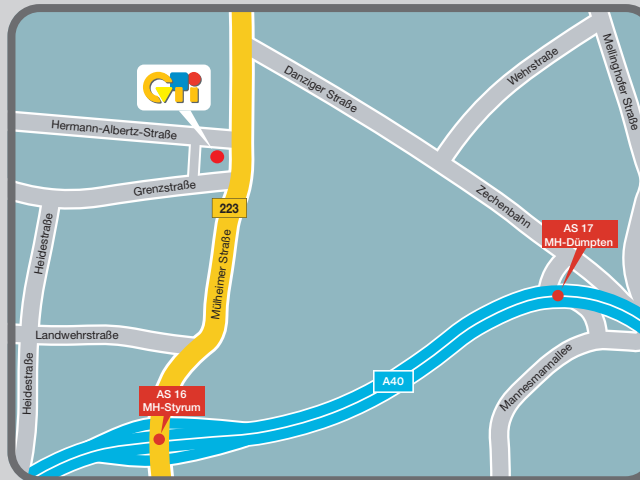 GTi
Hermann-Albertz-Straße
Grenzstraße
Danziger Straße
Wehrstraße
Mellinghofer Straße
Zechenbahn
223
AS 17
MH-Dümpten
Heidestraße
Mülheimer Straße
Landwehrstraße
Heidestraße
A40
Mannesmannallee
AS 16
MH-Styrum